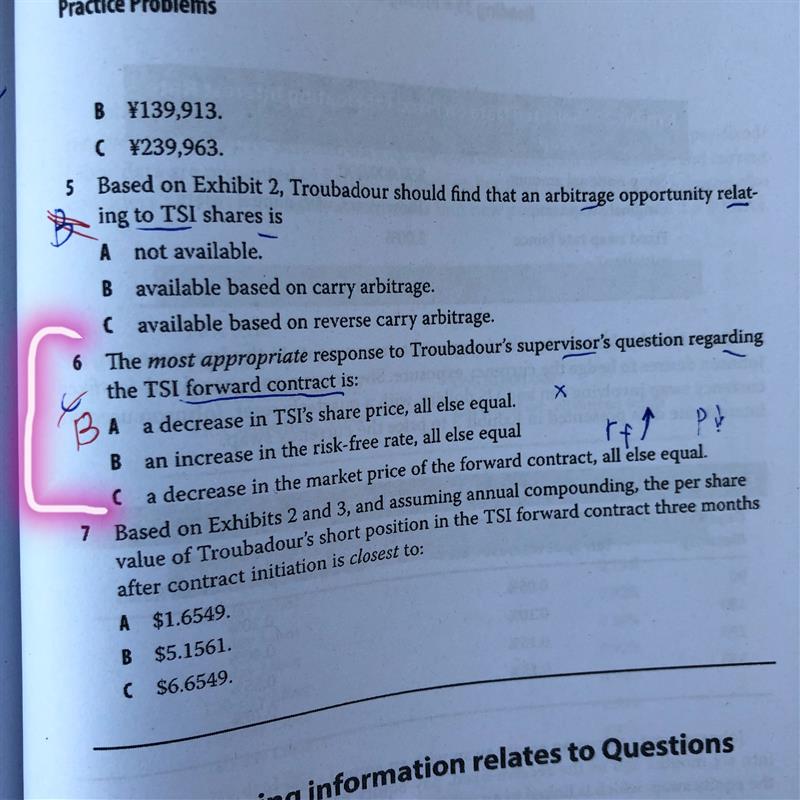 Practice Problems
B ¥139,913.
C ¥239,963.
5 Based on Exhibit 2, Troubadour should find that an arbitrage opportunity relat-
B ing to TSI shares is
A not available.
B available based on carry arbitrage.
C available based on reverse carry arbitrage.
6 The most appropriate response to Troubadour's supervisor's question regarding
the TSI forward contract is:
B A a decrease in TSI's share price, all else equal. x
B an increase in the risk-free rate, all else equal rf↑ P↓
C a decrease in the market price of the forward contract, all else equal.
7 Based on Exhibits 2 and 3, and assuming annual compounding, the per share
value of Troubadour's short position in the TSI forward contract three months
after contract initiation is closest to:
A $1.6549.
B $5.1561.
C $6.6549.
information relates to Questions